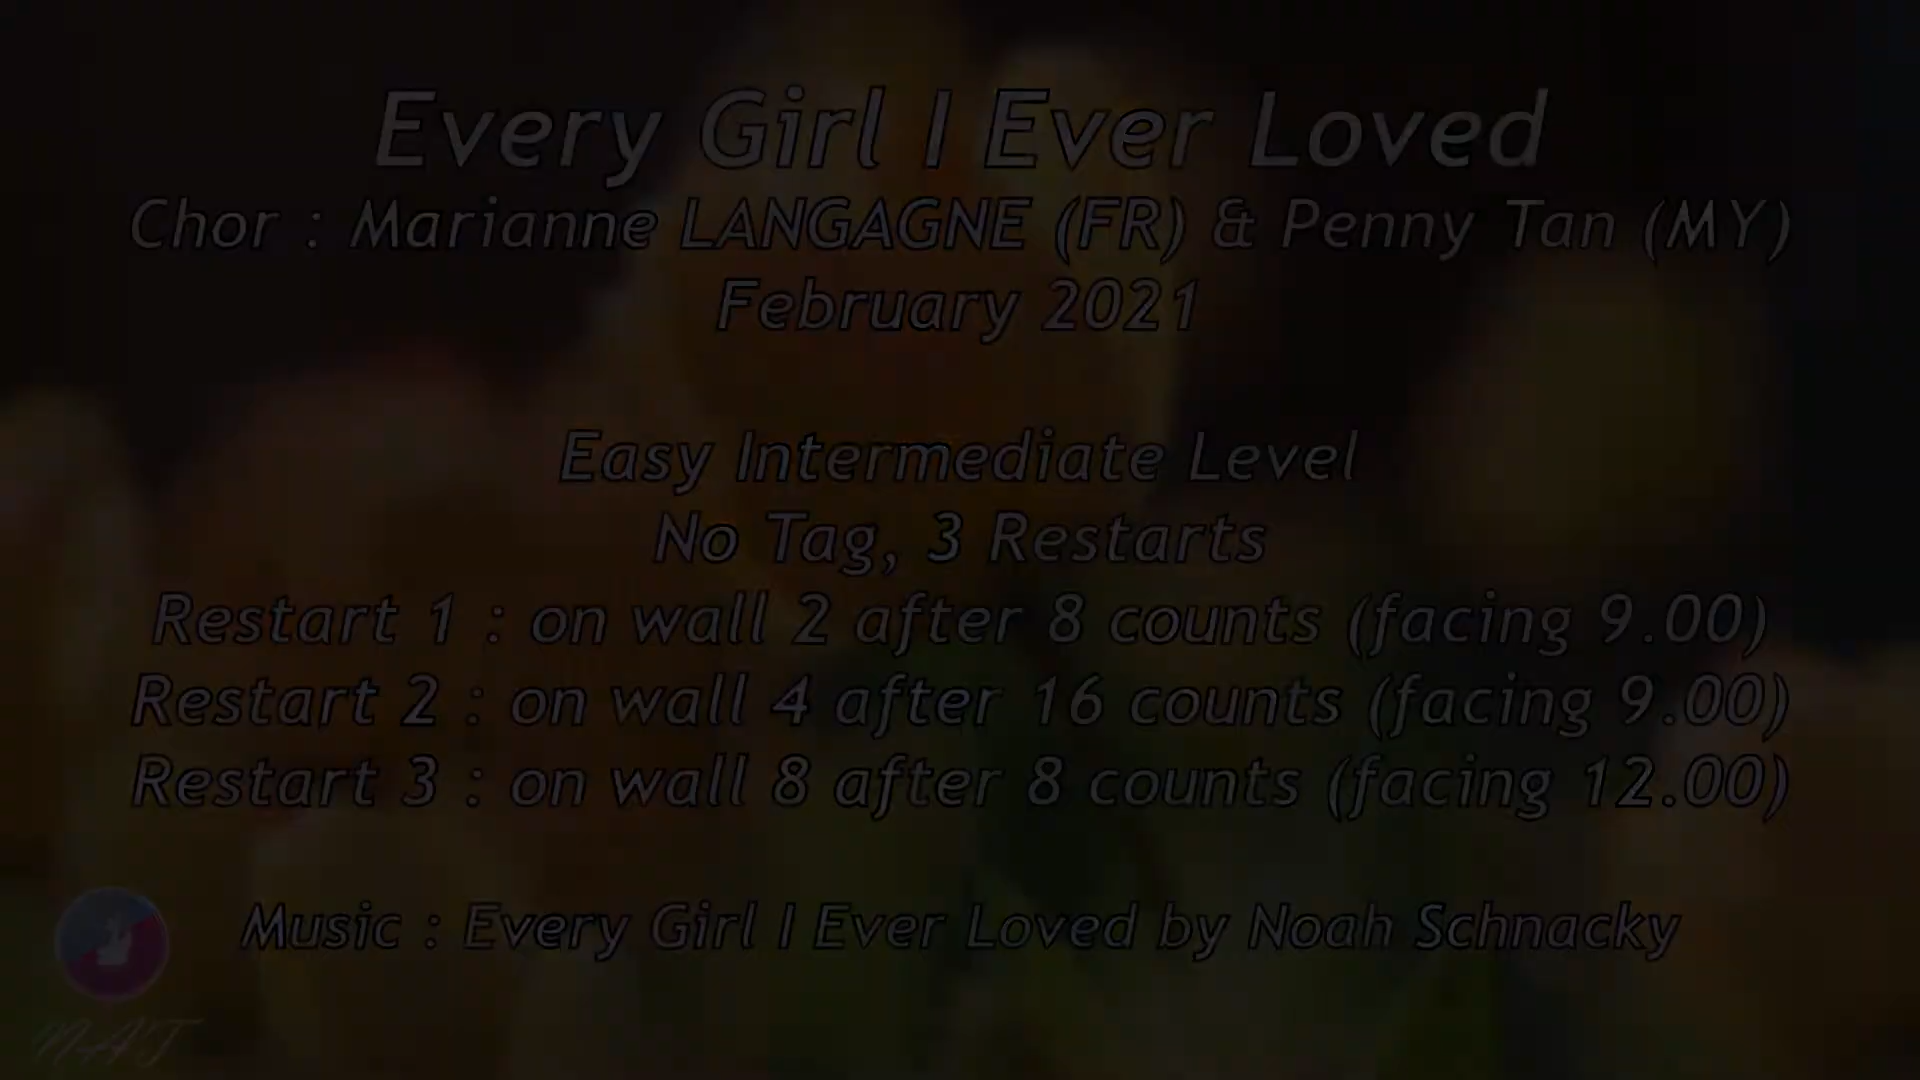 Every Girl I Ever Loved
Chor : Marianne LANGAGNE (FR) & Penny Tan (MY)
February 2021
Easy Intermediate Level
No Tag, 3 Restarts
Restart 1 : on wall 2 after 8 counts (facing 9.00)
Restart 2 : on wall 4 after 16 counts (facing 9.00)
Restart 3 : on wall 8 after 8 counts (facing 12.00)
Music : Every Girl I Ever Loved by Noah Schnacky